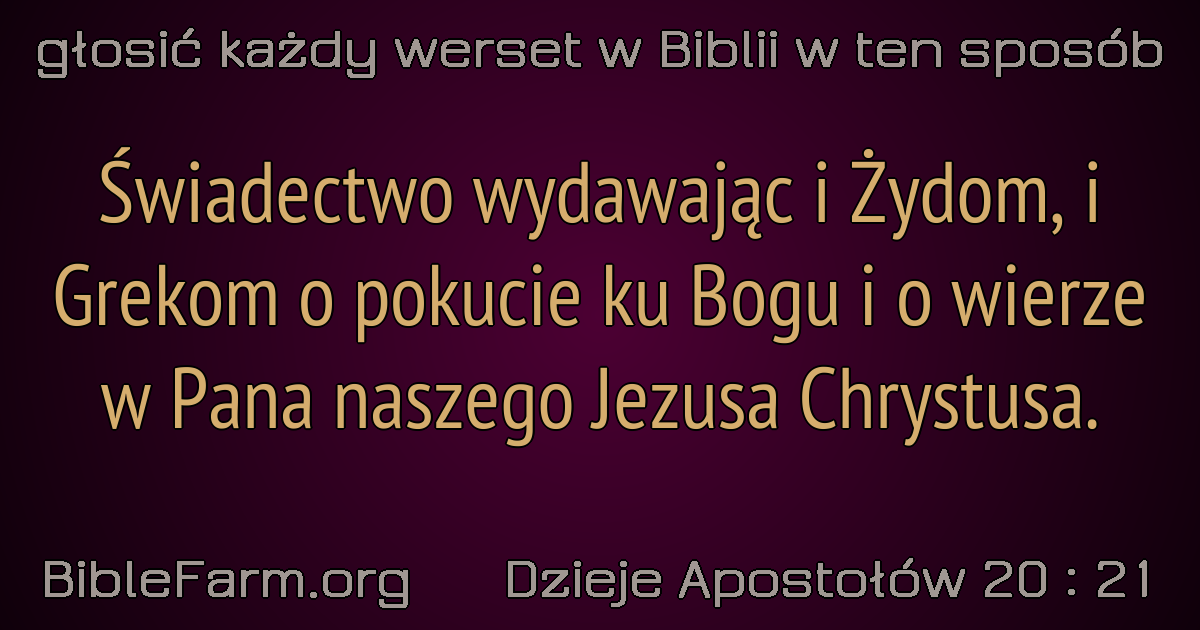 głosić każdy werset w Biblii w ten sposób
Świadectwo wydawając i Żydom, i
Grekom o pokucie ku Bogu i o wierze
w Pana naszego Jezusa Chrystusa.
BibleFarm.org Dzieje Apostołów 20 : 21